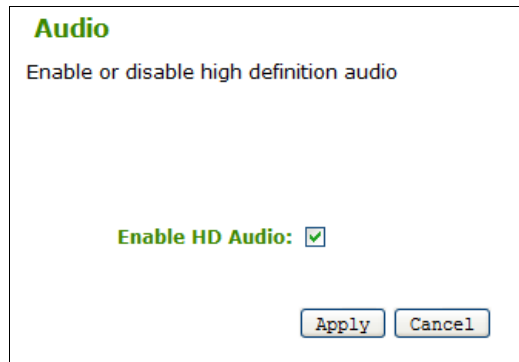 Audio
Enable or disable high definition audio
Enable HD Audio:
Apply Cancel